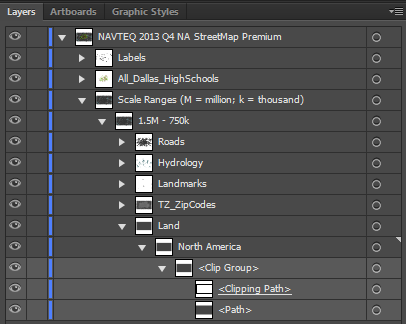 Layers Artboards Graphic Styles
NAVTEQ 2013 Q4 NA StreetMap Premium
Labels
All_Dallas_HighSchools
Scale Ranges (M = million; k = thousand)
1.5M - 750k
Roads
Hydrology
Landmarks
TZ_ZipCodes
Land
North America
<Clip Group>
<Clipping Path>
<Path>